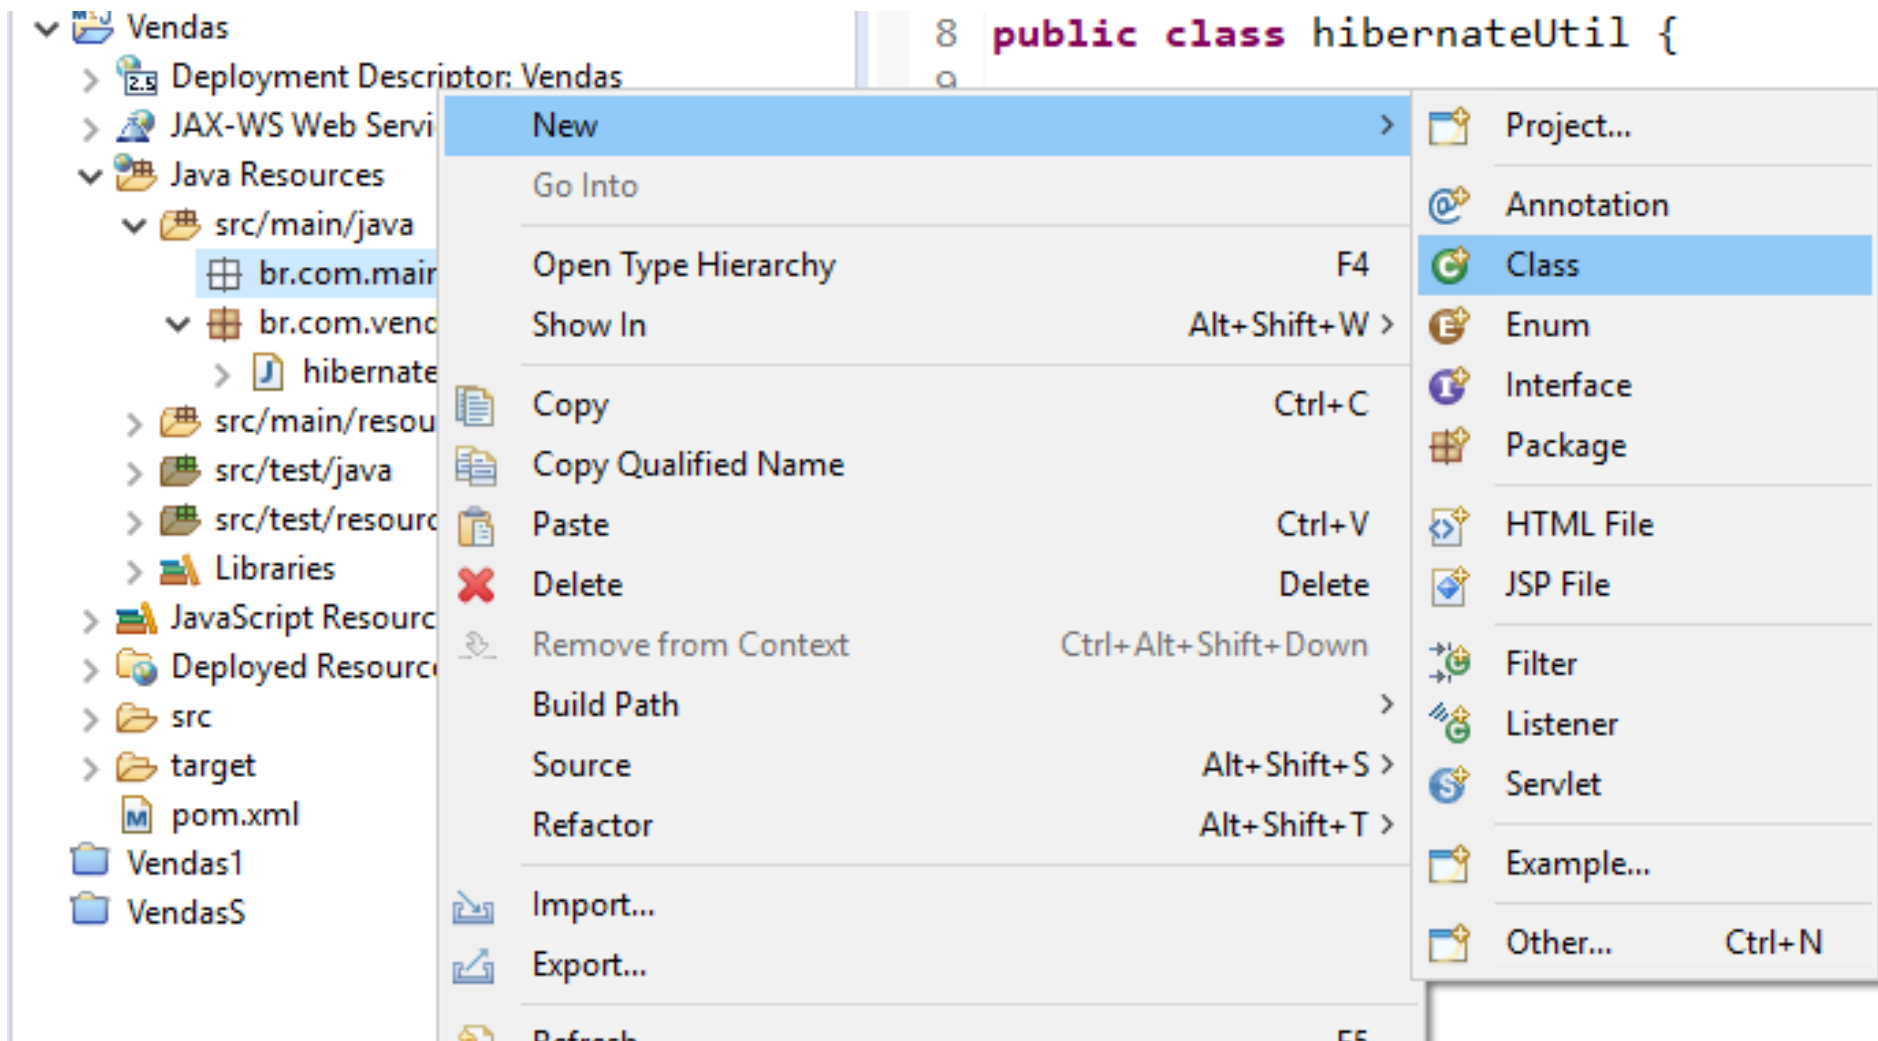 Vendas
Deployment Descriptor: Vendas
JAX-WS Web Servi
Java Resources
src/main/java
br.com.main
br.com.vend
hibernate
src/main/resou
src/test/java
src/test/resourc
Libraries
JavaScript Resourc
Deployed Resourc
src
target
pom.xml
Vendas1
VendasS
8 public class hibernateUtil {
9
New
Go Into
Open Type Hierarchy F4
Show In Alt+Shift+W
Copy Ctrl+C
Copy Qualified Name
Paste Ctrl+V
Delete Delete
Remove from Context Ctrl+Alt+Shift+Down
Build Path
Source Alt+Shift+S
Refactor Alt+Shift+T
Import...
Export...
Refresh F5
Project...
Annotation
Class
Enum
Interface
Package
HTML File
JSP File
Filter
Listener
Servlet
Example...
Other... Ctrl+N